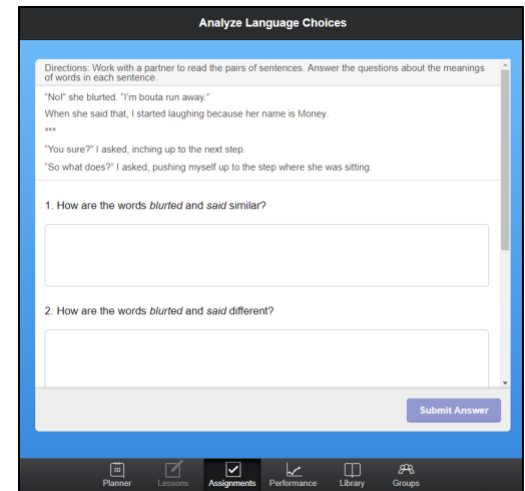 Analyze Language Choices
Directions: Work with a partner to read the pairs of sentences. Answer the questions about the meanings
of words in each sentence.
"No!" she blurted. "I'm bouta run away."
When she said that, I started laughing because her name is Money.
***
"You sure?" I asked, inching up to the next step.
"So what does?" I asked, pushing myself up to the step where she was sitting.
1. How are the words blurted and said similar?
2. How are the words blurted and said different?
Submit Answer
Planner Lessons Assignments Performance Library Groups